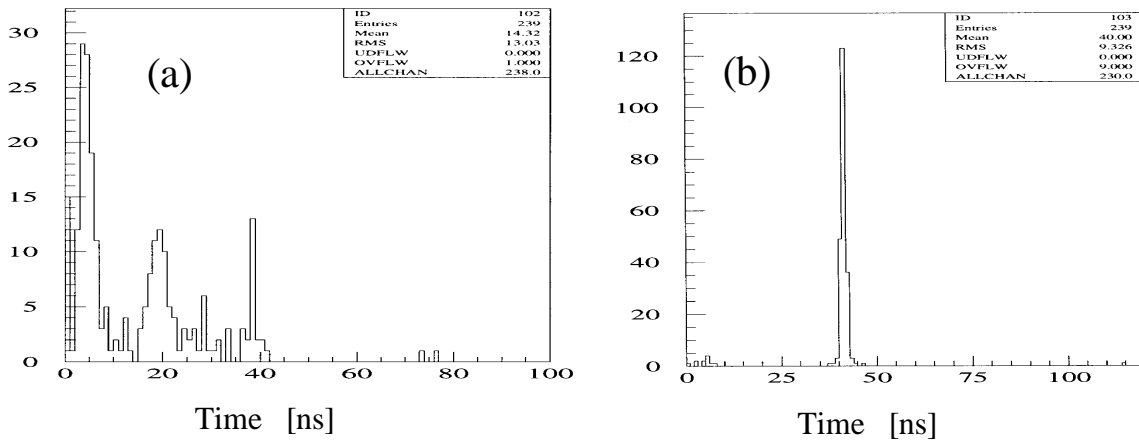 ID 102
Entries 239
Mean 14.32
RMS 13.03
UDFLW 0.000
OVFLW 1.000
ALLCHAN 238.0
(a)
30
25
20
15
10
5
0
0 20 40 60 80 100
Time [ns]
ID 103
Entries 239
Mean 40.00
RMS 9.326
UDFLW 0.000
OVFLW 9.000
ALLCHAN 230.0
(b)
120
100
80
60
40
20
0
0 25 50 75 100
Time [ns]